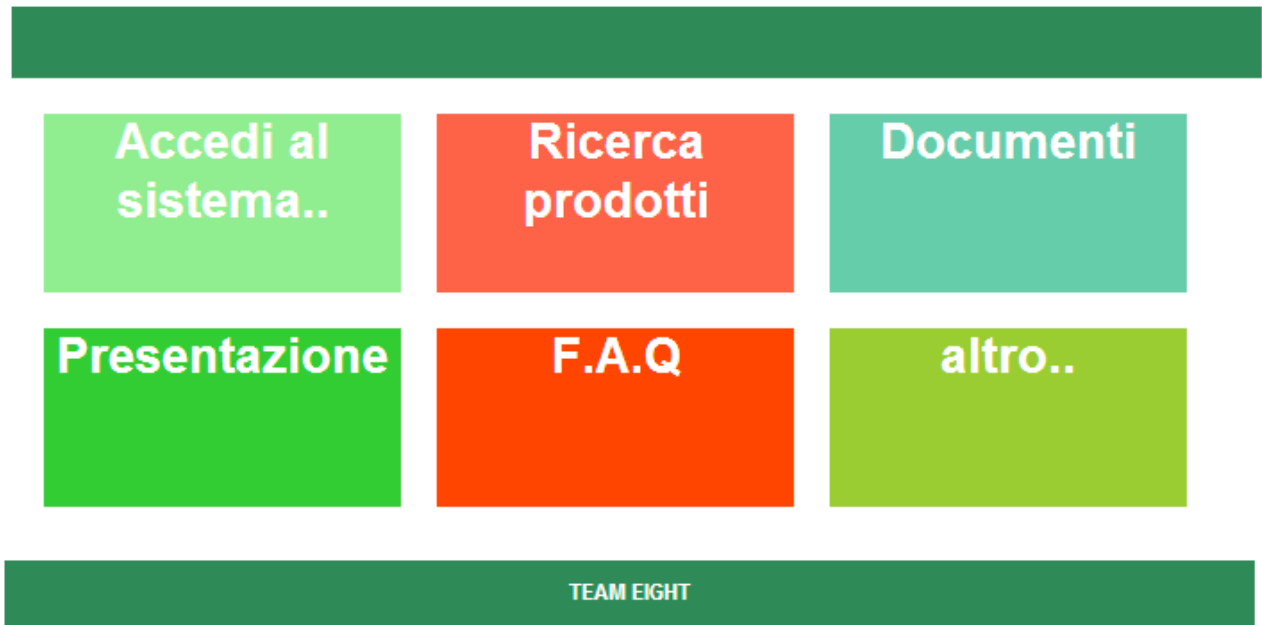 Accedi al
sistema..
Ricerca
prodotti
Documenti
Presentazione
F.A.Q
altro..
TEAM EIGHT